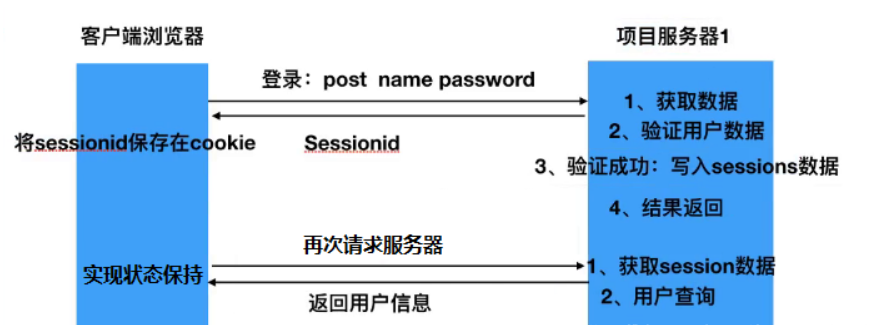 客户端浏览器
项目服务器1
登录：post name password
1、获取数据
2、验证用户数据
将sessionid保存在cookie
Sessionid
3、验证成功：写入sessions数据
4、结果返回
再次请求服务器
实现状态保持
1、获取session数据
2、用户查询
返回用户信息